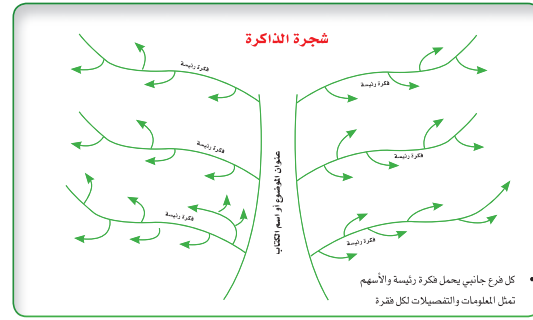 شجرة الذاكرة
فكرة رئيسة
فكرة رئيسة
فكرة رئيسة
فكرة رئيسة
فكرة رئيسة
فكرة رئيسة
عنوان الموضوع أو اسم الكتاب
• كل فرع جانبي يحمل فكرة رئيسة والأسهم
تمثل المعلومات والتفصيلات لكل فقرة